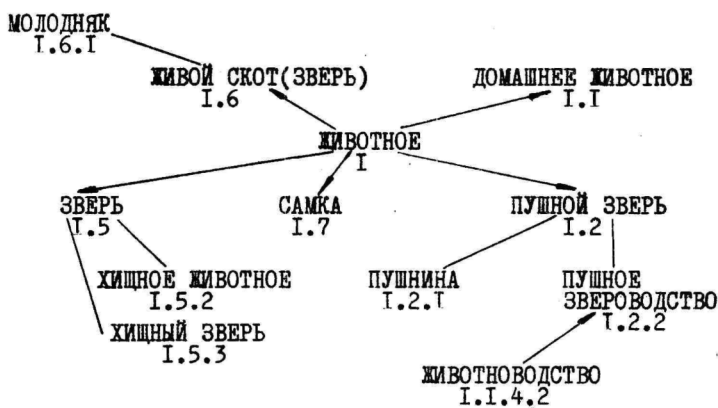 МОЛОДНЯК
I.6.I
ЖИВОЙ СКОТ(ЗВЕРЬ)
I.6
ДОМАШНЕЕ ЖИВОТНОЕ
I.I
ЖИВОТНОЕ
I
ЗВЕРЬ
I.5
САМКА
I.7
ПУШНОЙ ЗВЕРЬ
I.2
ХИЩНОЕ ЖИВОТНОЕ
I.5.2
ПУШНИНА
I.2.I
ПУШНОЕ
ЗВЕРОВОДСТВО
I.2.2
ХИЩНЫЙ ЗВЕРЬ
I.5.3
ЖИВОТНОВОДСТВО
I.I.4.2